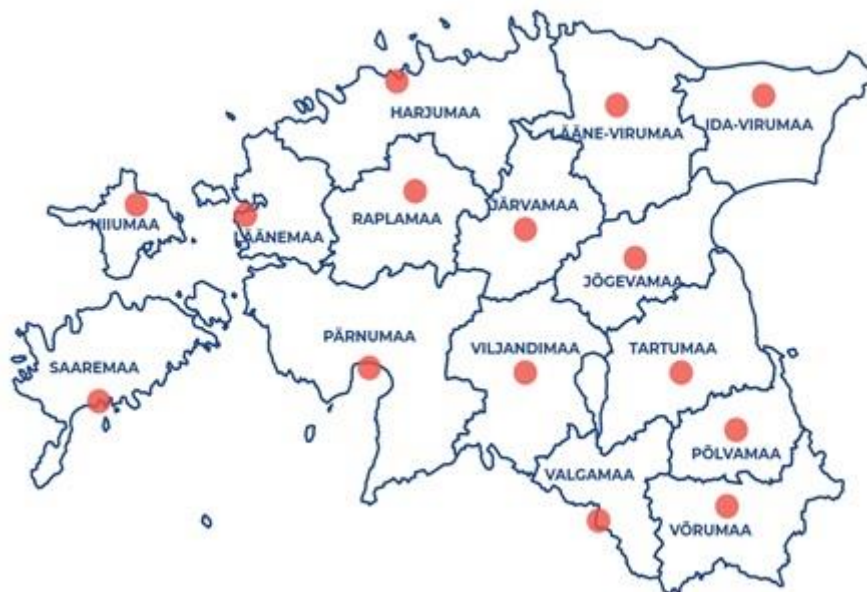 HARJUMAA
LÄÄNE-VIRUMAA
IDA-VIRUMAA
HIIUMAA
LÄÄNEMAA
RAPLAMAA
JÄRVAMAA
JÕGEVAMAA
SAAREMAA
PÄRNUMAA
VILJANDIMAA
TARTUMAA
VALGAMAA
PÕLVAMAA
VÕRUMAA